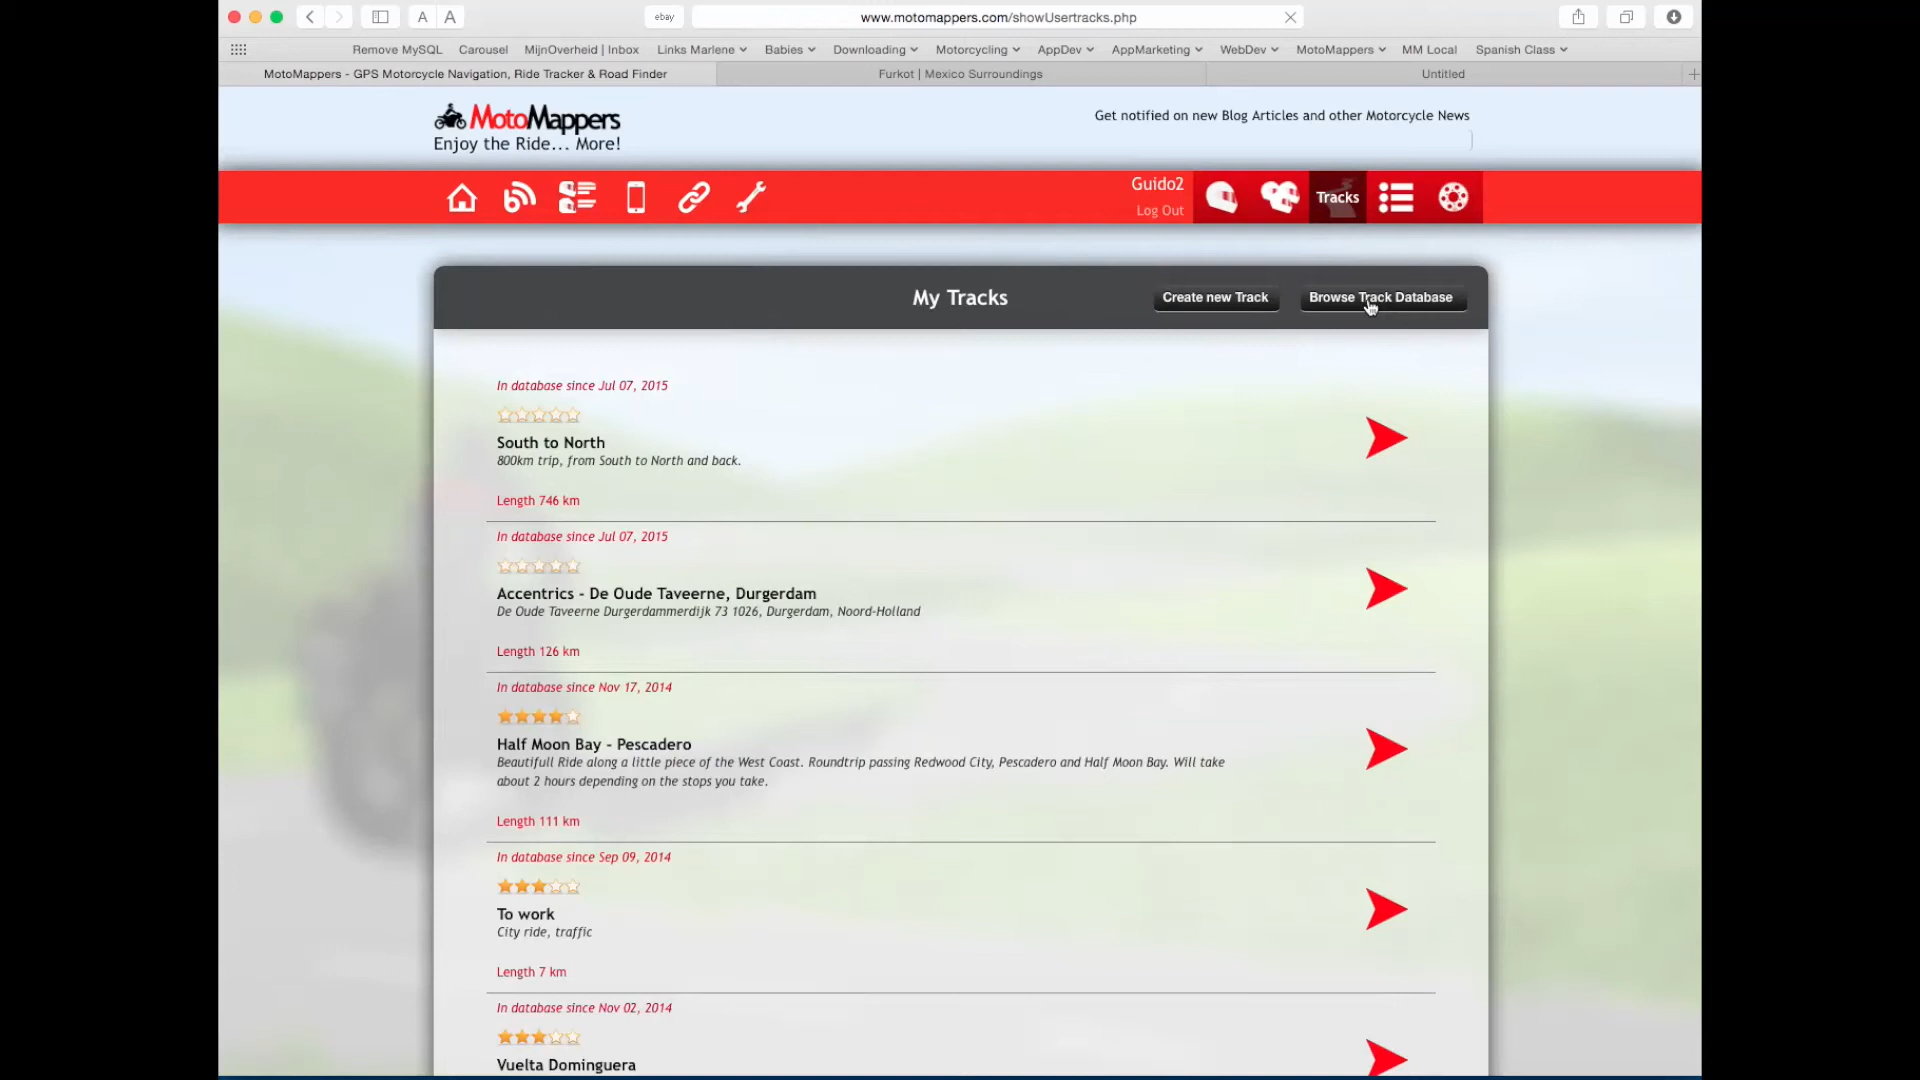 ebay
www.motomappers.com/showUsertracks.php
A A
Remove MySQL Carousel MijnOverheid | Inbox Links Marlene Babies Downloading Motorcycling AppDev AppMarketing WebDev MotoMappers MM Local Spanish Class
MotoMappers - GPS Motorcycle Navigation, Ride Tracker & Road Finder
Furkot | Mexico Surroundings
Untitled
MotoMappers
Enjoy the Ride... More!
Get notified on new Blog Articles and other Motorcycle News
Guido2
Log Out
Tracks
My Tracks
Create new Track
Browse Track Database
In database since Jul 07, 2015
South to North
800km trip, from South to North and back.
Length 746 km
In database since Jul 07, 2015
Accentrics - De Oude Taveerne, Durgerdam
De Oude Taveerne Durgerdammerdijk 73 1026, Durgerdam, Noord-Holland
Length 126 km
In database since Nov 17, 2014
Half Moon Bay - Pescadero
Beautifull Ride along a little piece of the West Coast. Roundtrip passing Redwood City, Pescadero and Half Moon Bay. Will take
about 2 hours depending on the stops you take.
Length 111 km
In database since Sep 09, 2014
To work
City ride, traffic
Length 7 km
In database since Nov 02, 2014
Vuelta Dominguera